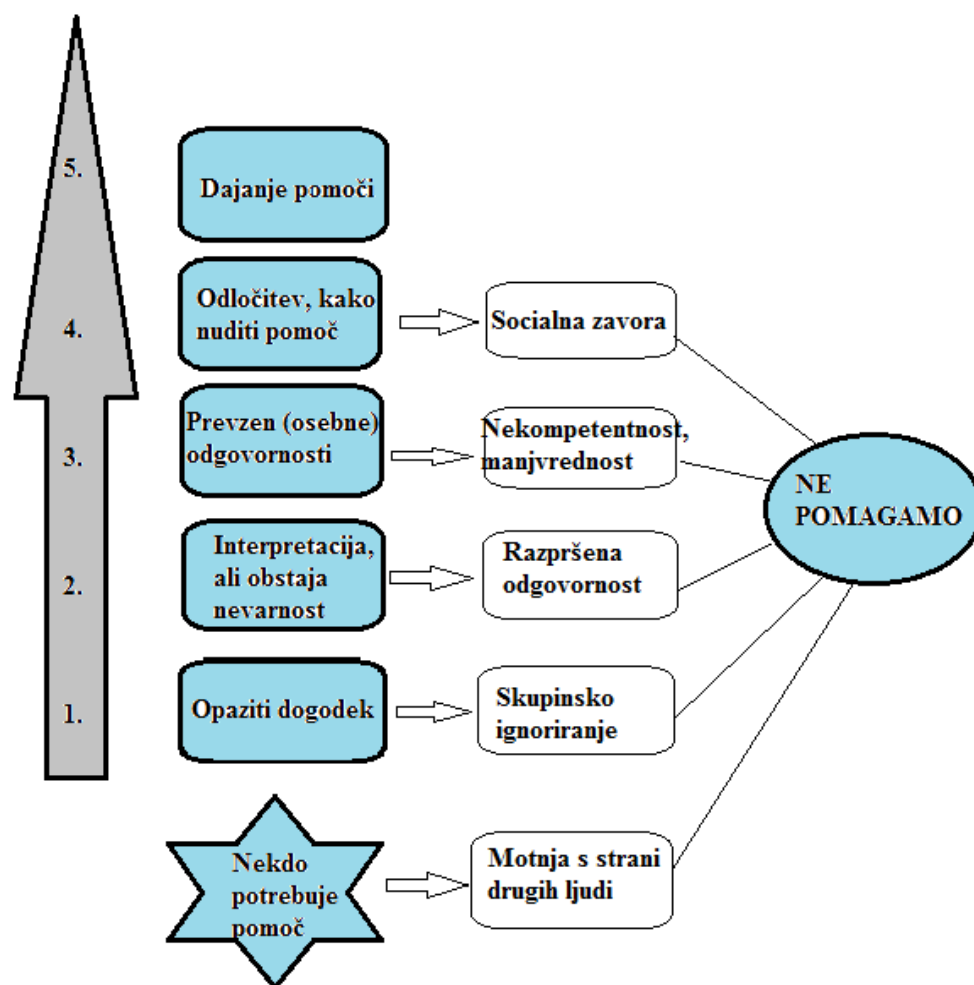 5.
Dajanje pomoči
4.
Odločitev, kako
nuditi pomoč
Socialna zavora
3.
Prevzen (osebne)
odgovornosti
Nekompetentnost,
manjvrednost
NE
POMAGAMO
2.
Interpretacija,
ali obstaja
nevarnost
Razpršena
odgovornost
1.
Opaziti dogodek
Skupinsko
ignoriranje
Nekdo
potrebuje
pomoč
Motnja s strani
drugih ljudi